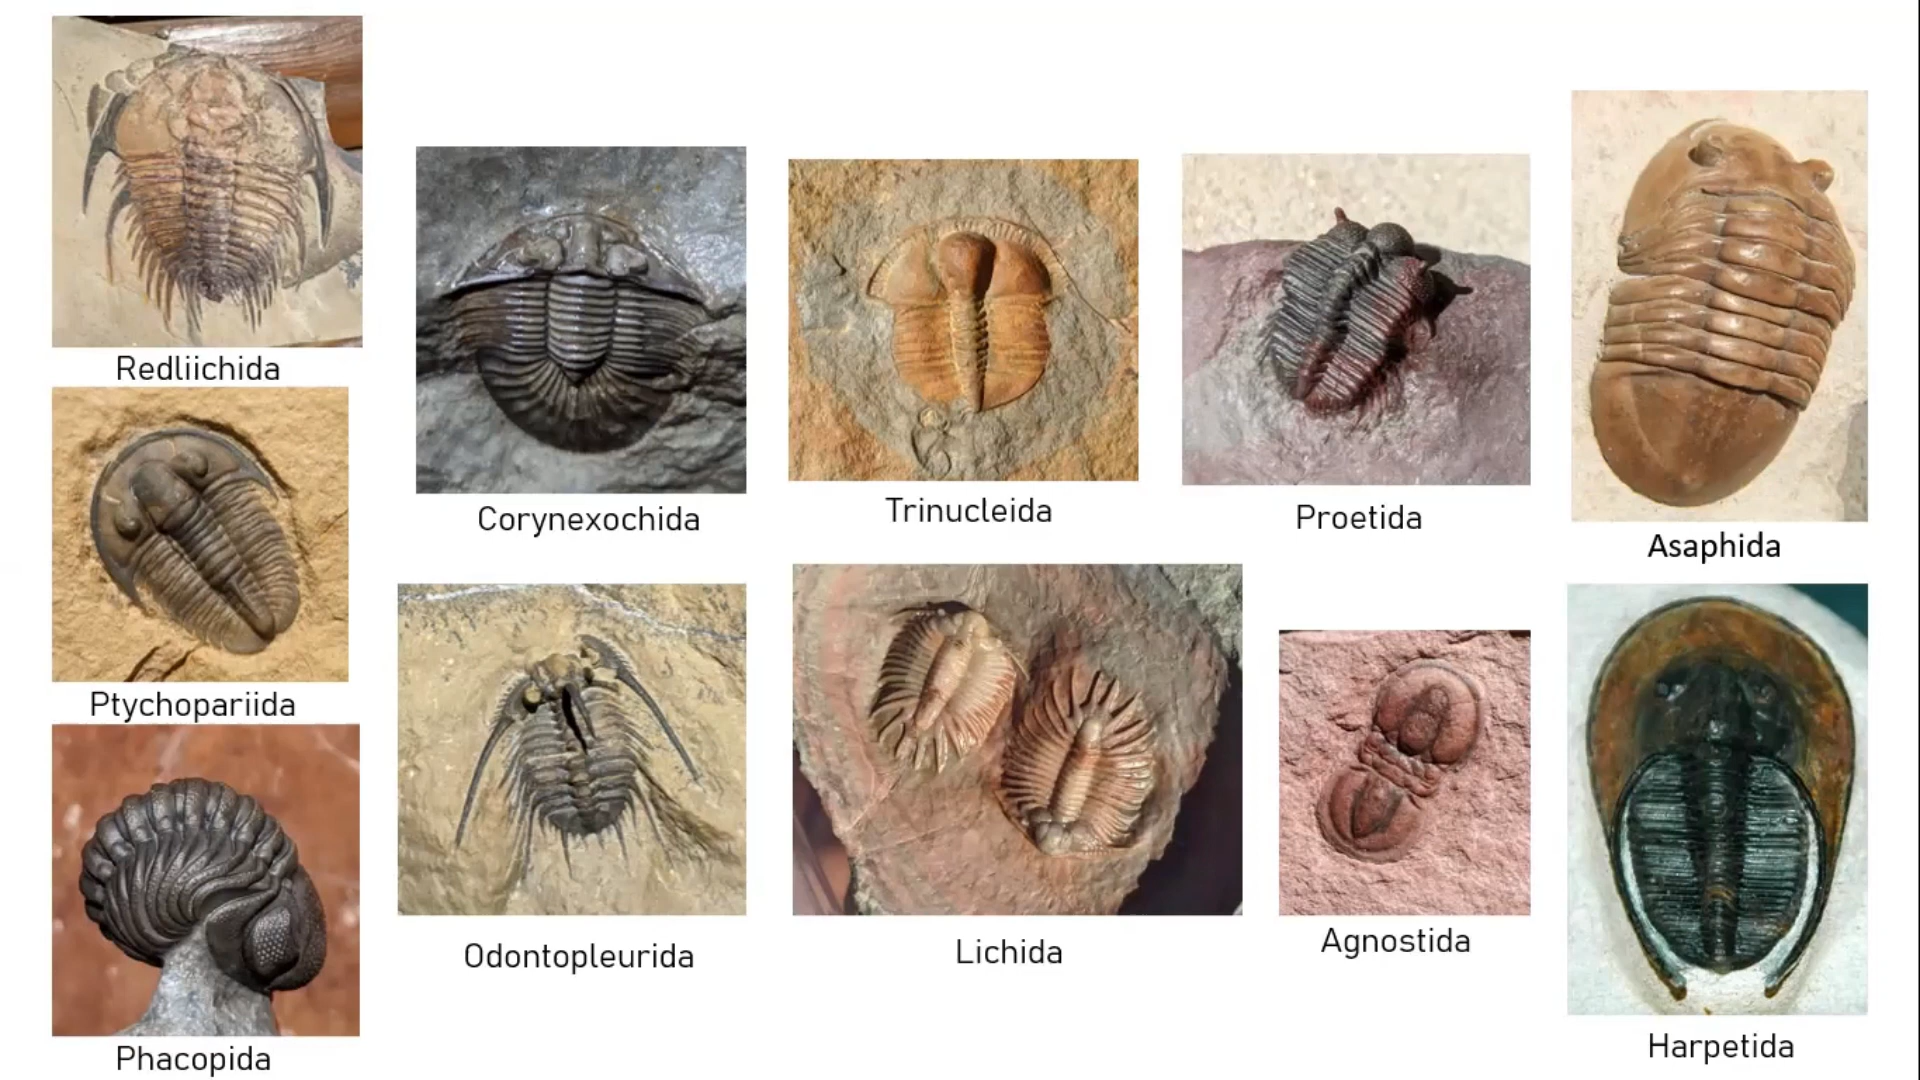 Redliichida
Corynexochida
Trinucleida
Proetida
Asaphida
Ptychopariida
Odontopleurida
Lichida
Agnostida
Harpetida
Phacopida